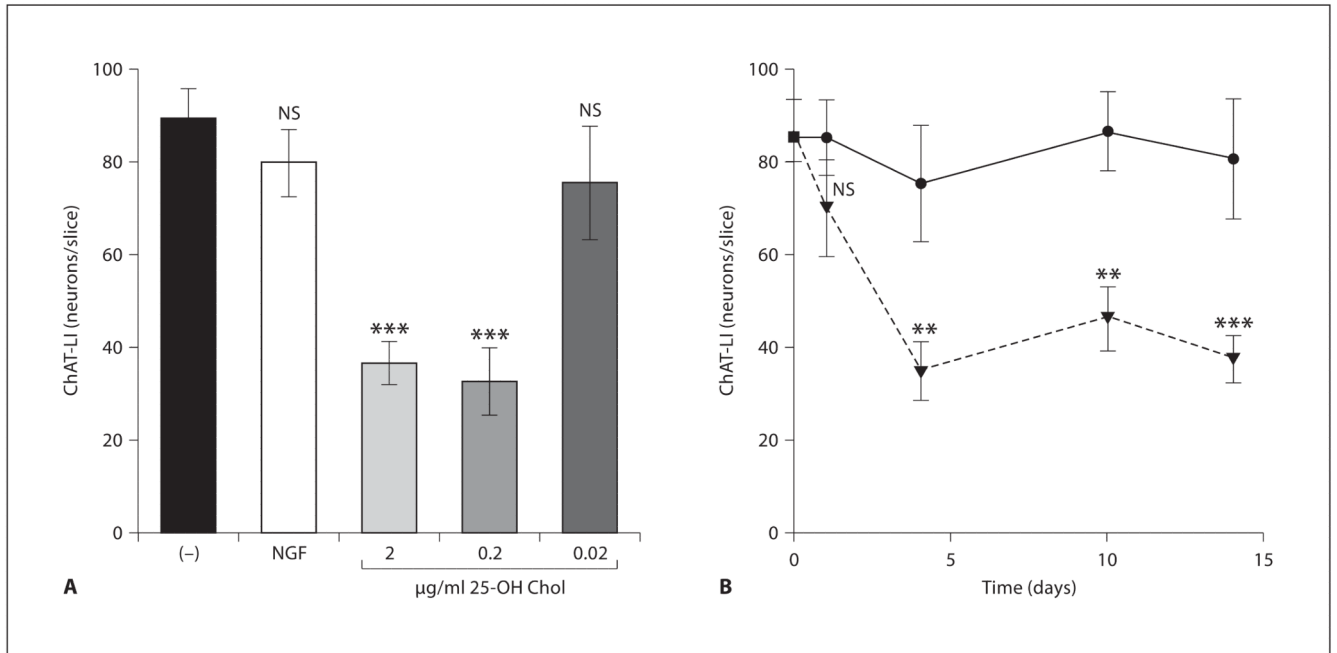 100
80
60
40
20
0
ChAT-LI (neurons/slice)
NS
***
***
NS
(–)
NGF
2
0.2
0.02
µg/ml 25-OH Chol
A
100
80
60
40
20
0
ChAT-LI (neurons/slice)
NS
**
**
***
0
5
10
15
Time (days)
B